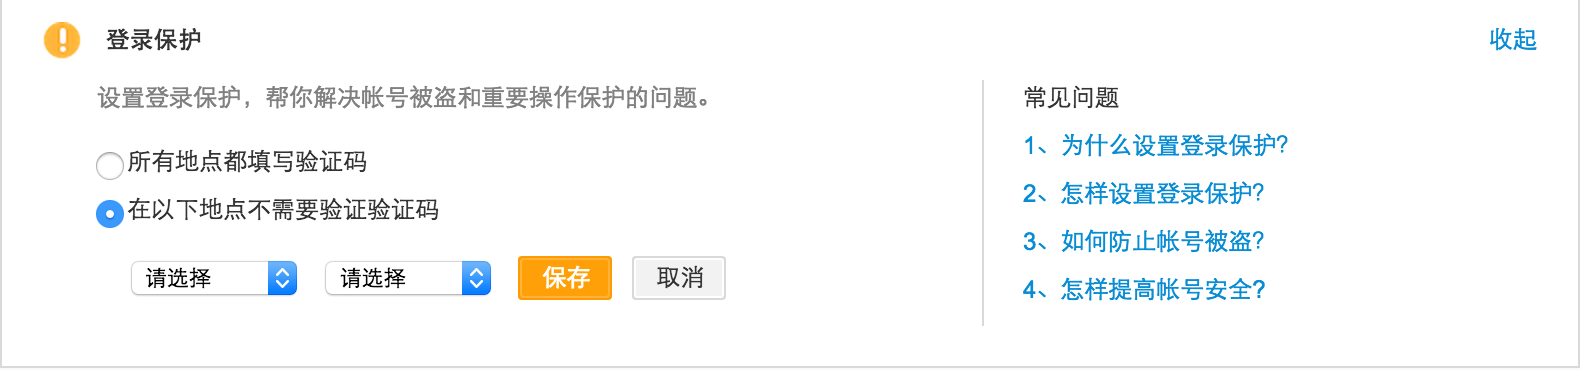 登录保护
收起
设置登录保护，帮你解决帐号被盗和重要操作保护的问题。
所有地点都填写验证码
在以下地点不需要验证验证码
请选择 请选择 保存 取消
常见问题
1、为什么设置登录保护?
2、怎样设置登录保护?
3、如何防止帐号被盗?
4、怎样提高帐号安全?